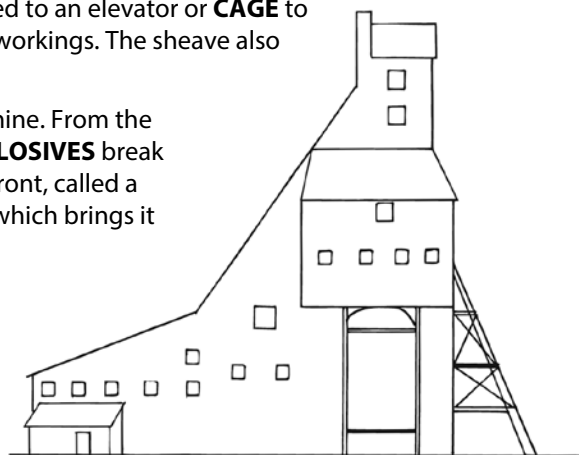 ed to an elevator or CAGE to
workings. The sheave also
nine. From the
LOSIVES break
ront, called a
which brings it